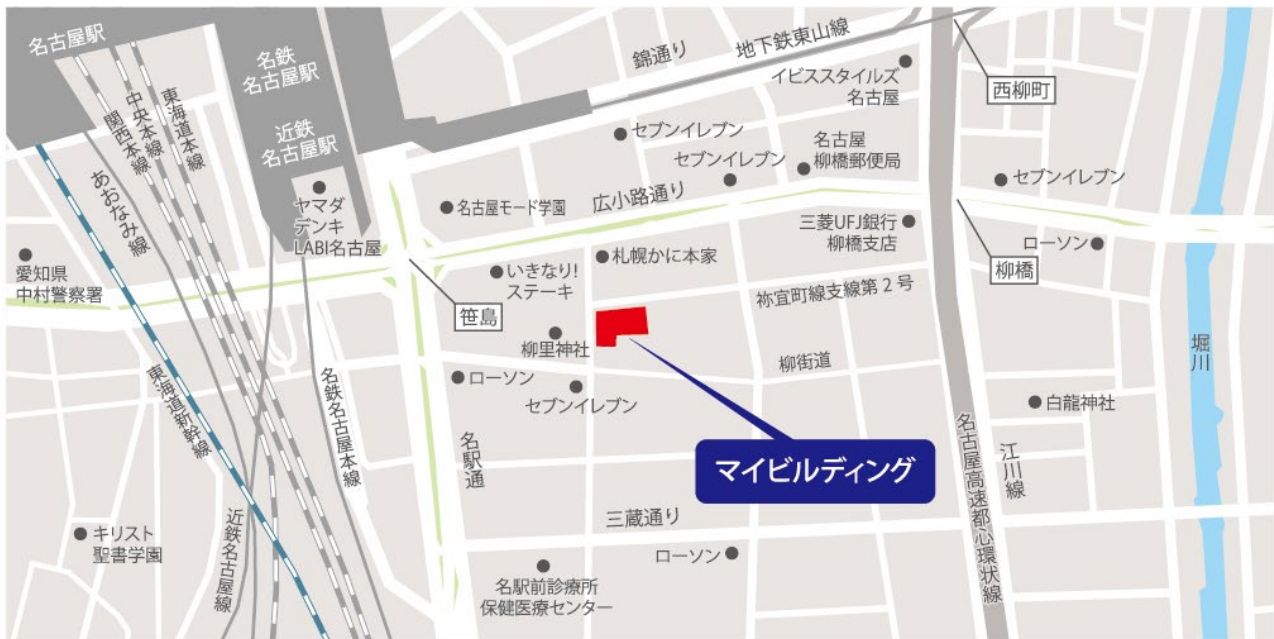 名古屋駅
名鉄
名古屋駅
近鉄
名古屋駅
錦通り
地下鉄東山線
イビススタイルズ
名古屋
西柳町
東海道本線
中央本線
関西本線
あおなみ線
ヤマダ
デンキ
LABI名古屋
セブンイレブン
セブンイレブン
名古屋
柳橋郵便局
セブンイレブン
名古屋モード学園
広小路通り
三菱UFJ銀行
柳橋支店
ローソン
柳橋
愛知県
中村警察署
いきなり!
ステーキ
札幌かに本家
祢宜町線支線第2号
笹島
柳里神社
柳街道
堀川
ローソン
セブンイレブン
白龍神社
東海道新幹線
名鉄名古屋本線
名駅通
マイビルディング
名古屋高速都心環状線
江川線
三蔵通り
ローソン
キリスト
聖書学園
近鉄名古屋線
名駅前診療所
保健医療センター